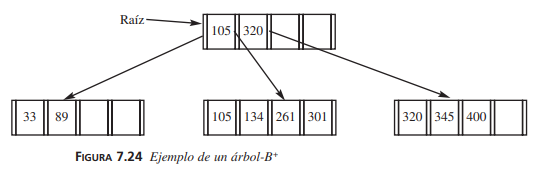 Raíz
105 320
33 89
105 134 261 301
320 345 400
FIGURA 7.24 Ejemplo de un árbol-B+